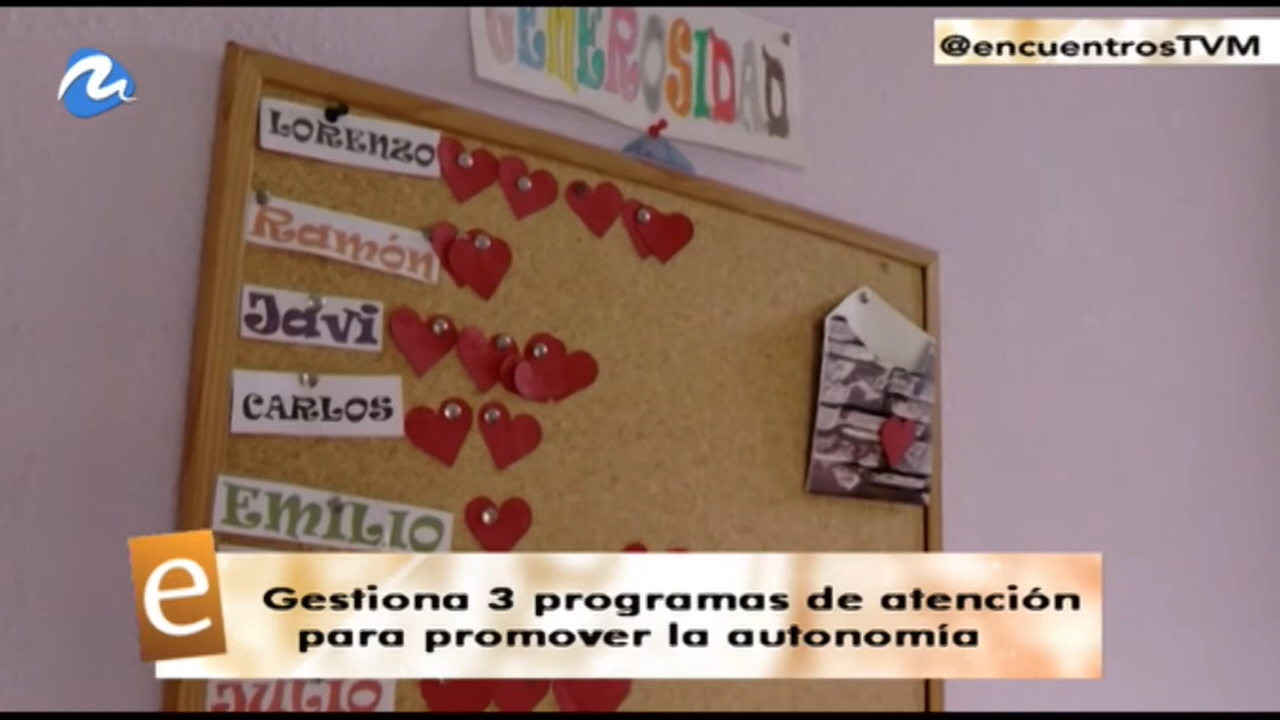 GENEROSIDAD
@encuentrosTVM
LORENZO
Ramón
Javi
CARLOS
EMILIO
e
Gestiona 3 programas de atención
para promover la autonomía
JULIO